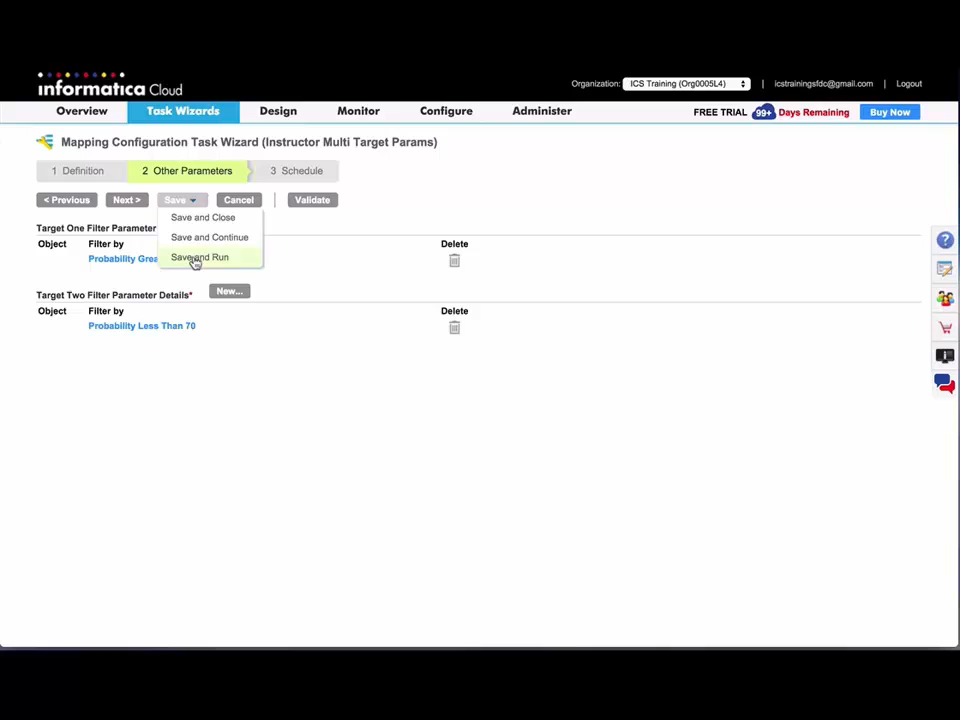 informatica Cloud
Organization: ICS Training (Org0005L4) | icstrainingsfdc@gmail.com | Logout
Overview Task Wizards Design Monitor Configure Administer FREE TRIAL 99+ Days Remaining Buy Now
Mapping Configuration Task Wizard (Instructor Multi Target Params)
1 Definition 2 Other Parameters 3 Schedule
< Previous Next > Save Cancel | Validate
Save and Close
Save and Continue
Save and Run
Target One Filter Parameter
Object Filter by Delete
Probability Grea
Target Two Filter Parameter Details* New...
Object Filter by Delete
Probability Less Than 70